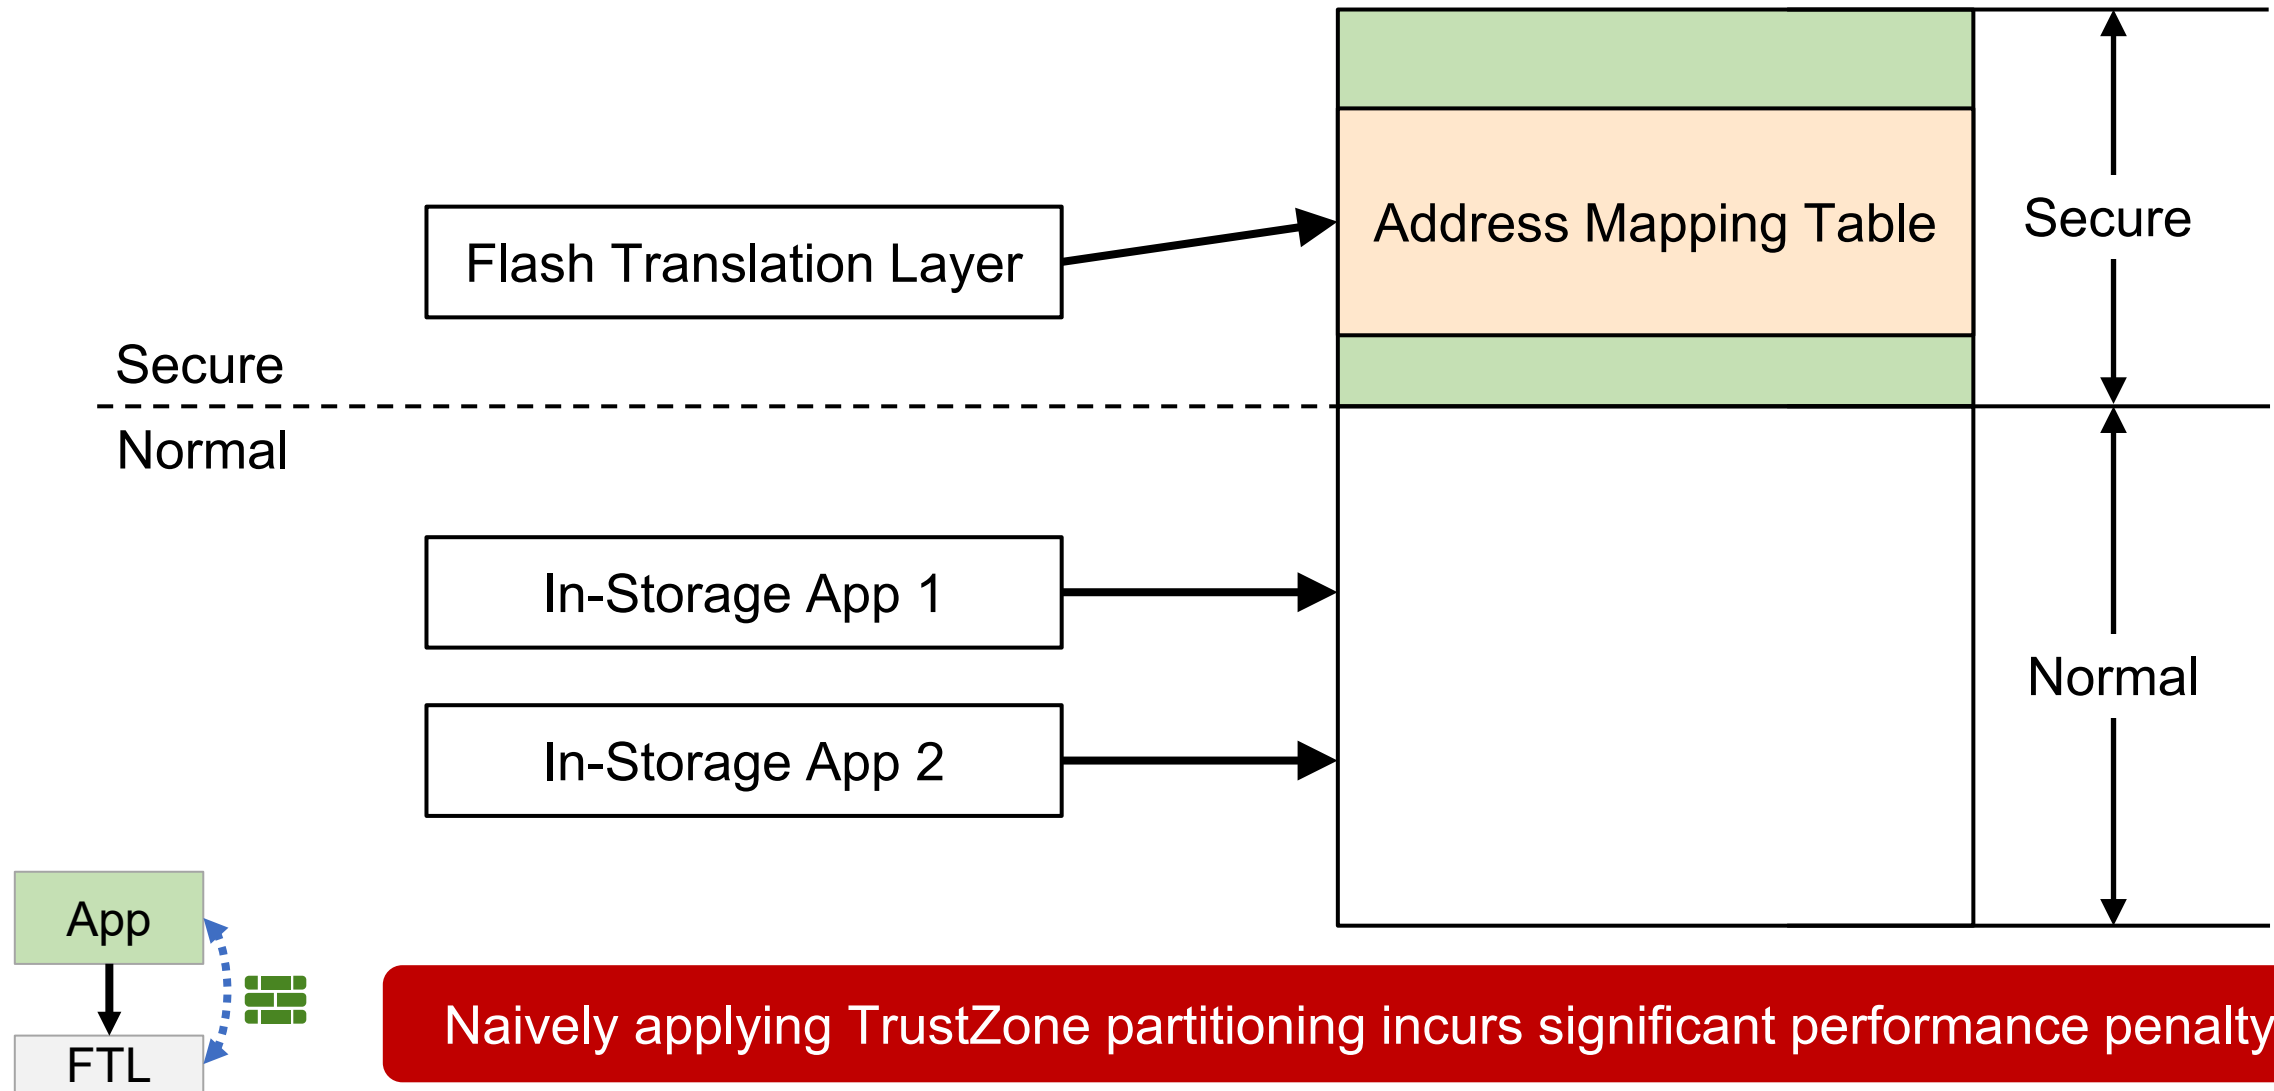 Address Mapping Table
Secure
Flash Translation Layer
Secure
Normal
In-Storage App 1
Normal
In-Storage App 2
App
FTL
Naively applying TrustZone partitioning incurs significant performance penalty